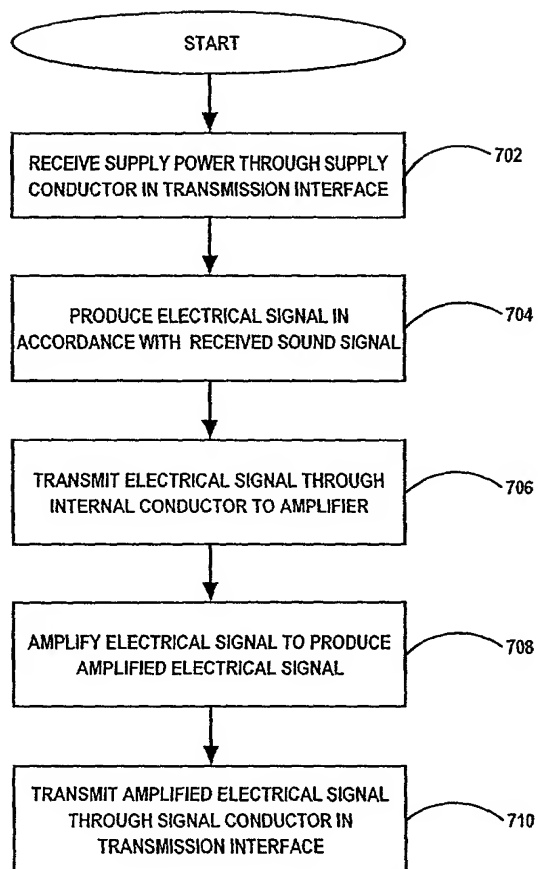 START
RECEIVE SUPPLY POWER THROUGH SUPPLY
CONDUCTOR IN TRANSMISSION INTERFACE
702
PRODUCE ELECTRICAL SIGNAL IN
ACCORDANCE WITH RECEIVED SOUND SIGNAL
704
TRANSMIT ELECTRICAL SIGNAL THROUGH
INTERNAL CONDUCTOR TO AMPLIFIER
706
AMPLIFY ELECTRICAL SIGNAL TO PRODUCE
AMPLIFIED ELECTRICAL SIGNAL
708
TRANSMIT AMPLIFIED ELECTRICAL SIGNAL
THROUGH SIGNAL CONDUCTOR IN
TRANSMISSION INTERFACE
710